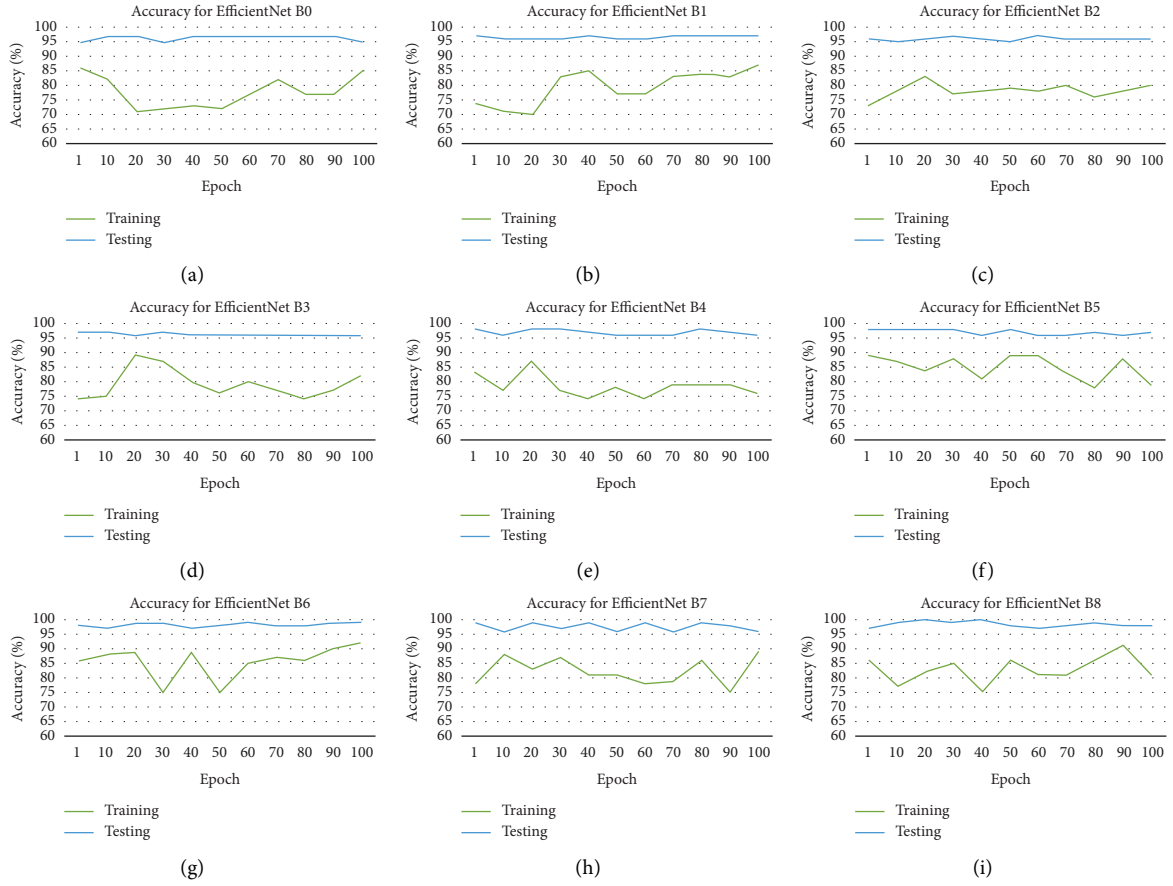 Accuracy for EfficientNet B0
Accuracy (%)
100
95
90
85
80
75
70
65
60
1 10 20 30 40 50 60 70 80 90 100
Epoch
Training
Testing
(a)
Accuracy for EfficientNet B1
Accuracy (%)
100
95
90
85
80
75
70
65
60
1 10 20 30 40 50 60 70 80 90 100
Epoch
Training
Testing
(b)
Accuracy for EfficientNet B2
Accuracy (%)
100
95
90
85
80
75
70
65
60
1 10 20 30 40 50 60 70 80 90 100
Epoch
Training
Testing
(c)
Accuracy for EfficientNet B3
Accuracy (%)
100
95
90
85
80
75
70
65
60
1 10 20 30 40 50 60 70 80 90 100
Epoch
Training
Testing
(d)
Accuracy for EfficientNet B4
Accuracy (%)
100
95
90
85
80
75
70
65
60
1 10 20 30 40 50 60 70 80 90 100
Epoch
Training
Testing
(e)
Accuracy for EfficientNet B5
Accuracy (%)
100
95
90
85
80
75
70
65
60
1 10 20 30 40 50 60 70 80 90 100
Epoch
Training
Testing
(f)
Accuracy for EfficientNet B6
Accuracy (%)
100
95
90
85
80
75
70
65
60
1 10 20 30 40 50 60 70 80 90 100
Epoch
Training
Testing
(g)
Accuracy for EfficientNet B7
Accuracy (%)
100
95
90
85
80
75
70
65
60
1 10 20 30 40 50 60 70 80 90 100
Epoch
Training
Testing
(h)
Accuracy for EfficientNet B8
Accuracy (%)
100
95
90
85
80
75
70
65
60
1 10 20 30 40 50 60 70 80 90 100
Epoch
Training
Testing
(i)